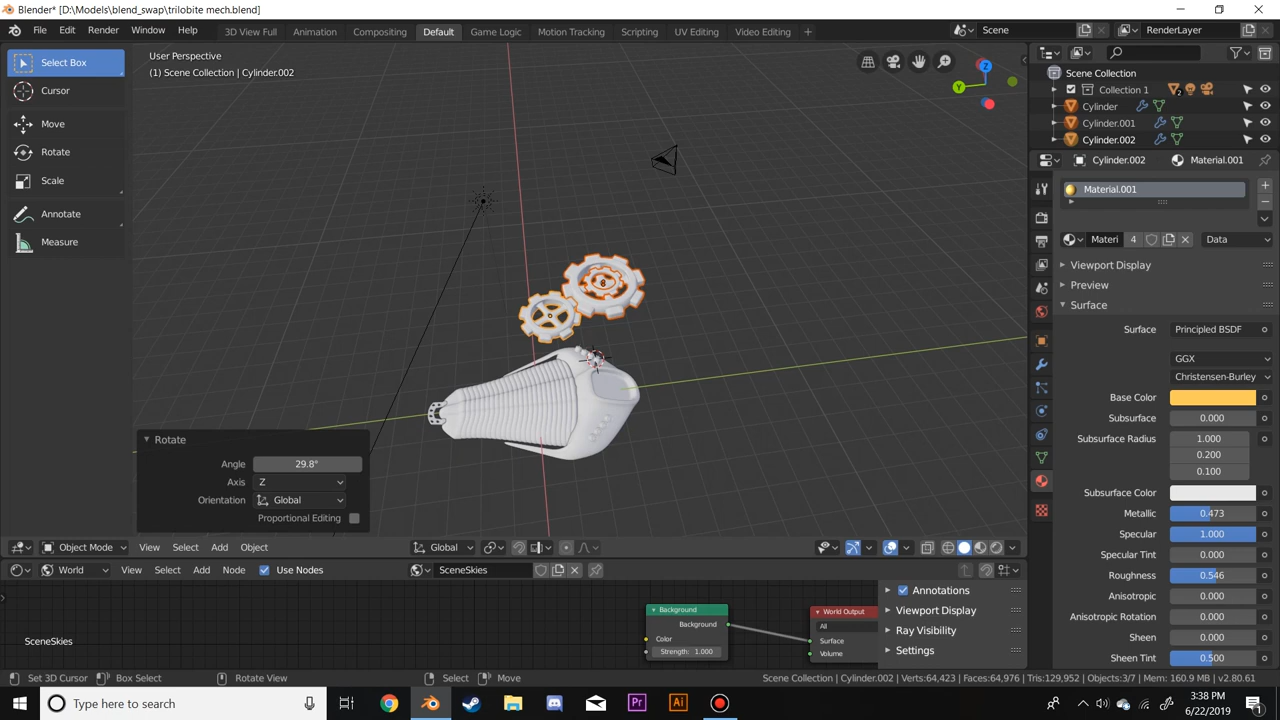 Blender* [D:\Models\blend_swap\trilobite mech.blend]
File Edit Render Window Help
3D View Full Animation Compositing Default Game Logic Motion Tracking Scripting UV Editing Video Editing +
Scene RenderLayer
Select Box
Cursor
Move
Rotate
Scale
Annotate
Measure
User Perspective
(1) Scene Collection | Cylinder.002
Z
Y
Scene Collection
Collection 1 2
Cylinder
Cylinder.001
Cylinder.002
Cylinder.002 Material.001
Material.001
Materi 4 Data
Viewport Display
Preview
Surface
Surface Principled BSDF
GGX
Christensen-Burley
Base Color
Subsurface 0.000
Subsurface Radius 1.000
0.200
0.100
Subsurface Color
Metallic 0.473
Specular 1.000
Specular Tint 0.000
Roughness 0.546
Anisotropic 0.000
Anisotropic Rotation 0.000
Sheen 0.000
Sheen Tint 0.500
Rotate
Angle 29.8°
Axis Z
Orientation Global
Proportional Editing
Object Mode View Select Add Object Global
World View Select Add Node Use Nodes SceneSkies
Background
Background
Color
Strength: 1.000
World Output
All
Surface
Volume
Annotations
Viewport Display
Ray Visibility
Settings
SceneSkies
Set 3D Cursor Box Select Rotate View Select Move Scene Collection | Cylinder.002 | Verts:64,423 | Faces:64,976 | Tris:129,952 | Objects:3/7 | Mem: 160.9 MB | v2.80.61
Type here to search
Pr Ai
3:38 PM
6/22/2019